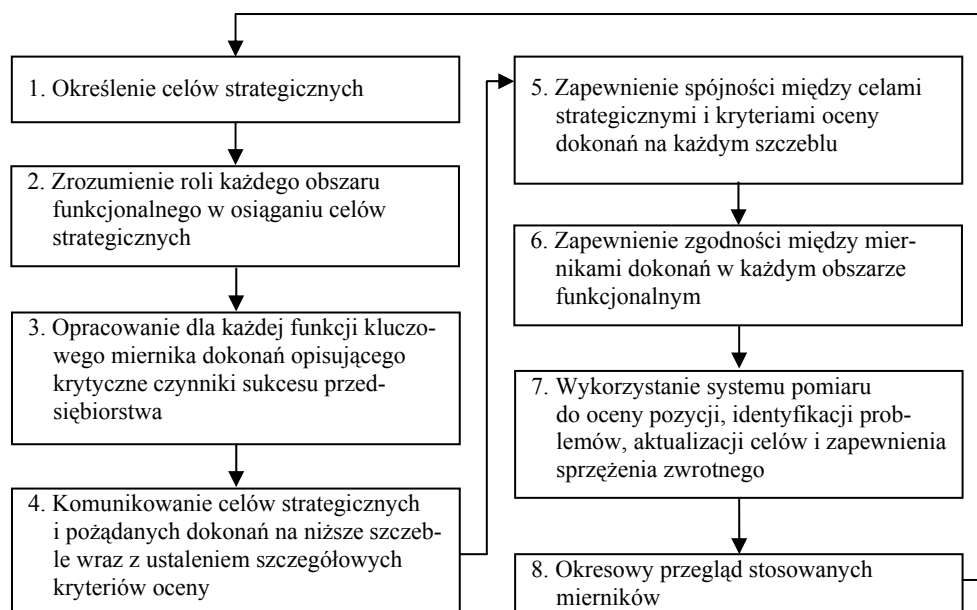 1. Określenie celów strategicznych
2. Zrozumienie roli każdego obszaru
funkcjonalnego w osiąganiu celów
strategicznych
3. Opracowanie dla każdej funkcji kluczo-
wego miernika dokonań opisującego
krytyczne czynniki sukcesu przed-
siębiorstwa
4. Komunikowanie celów strategicznych
i pożądanych dokonań na niższe szczeb-
le wraz z ustaleniem szczegółowych
kryteriów oceny
5. Zapewnienie spójności między celami
strategicznymi i kryteriami oceny
dokonań na każdym szczeblu
6. Zapewnienie zgodności między mier-
nikami dokonań w każdym obszarze
funkcjonalnym
7. Wykorzystanie systemu pomiaru
do oceny pozycji, identyfikacji prob-
lemów, aktualizacji celów i zapewnienia
sprzężenia zwrotnego
8. Okresowy przegląd stosowanych
mierników